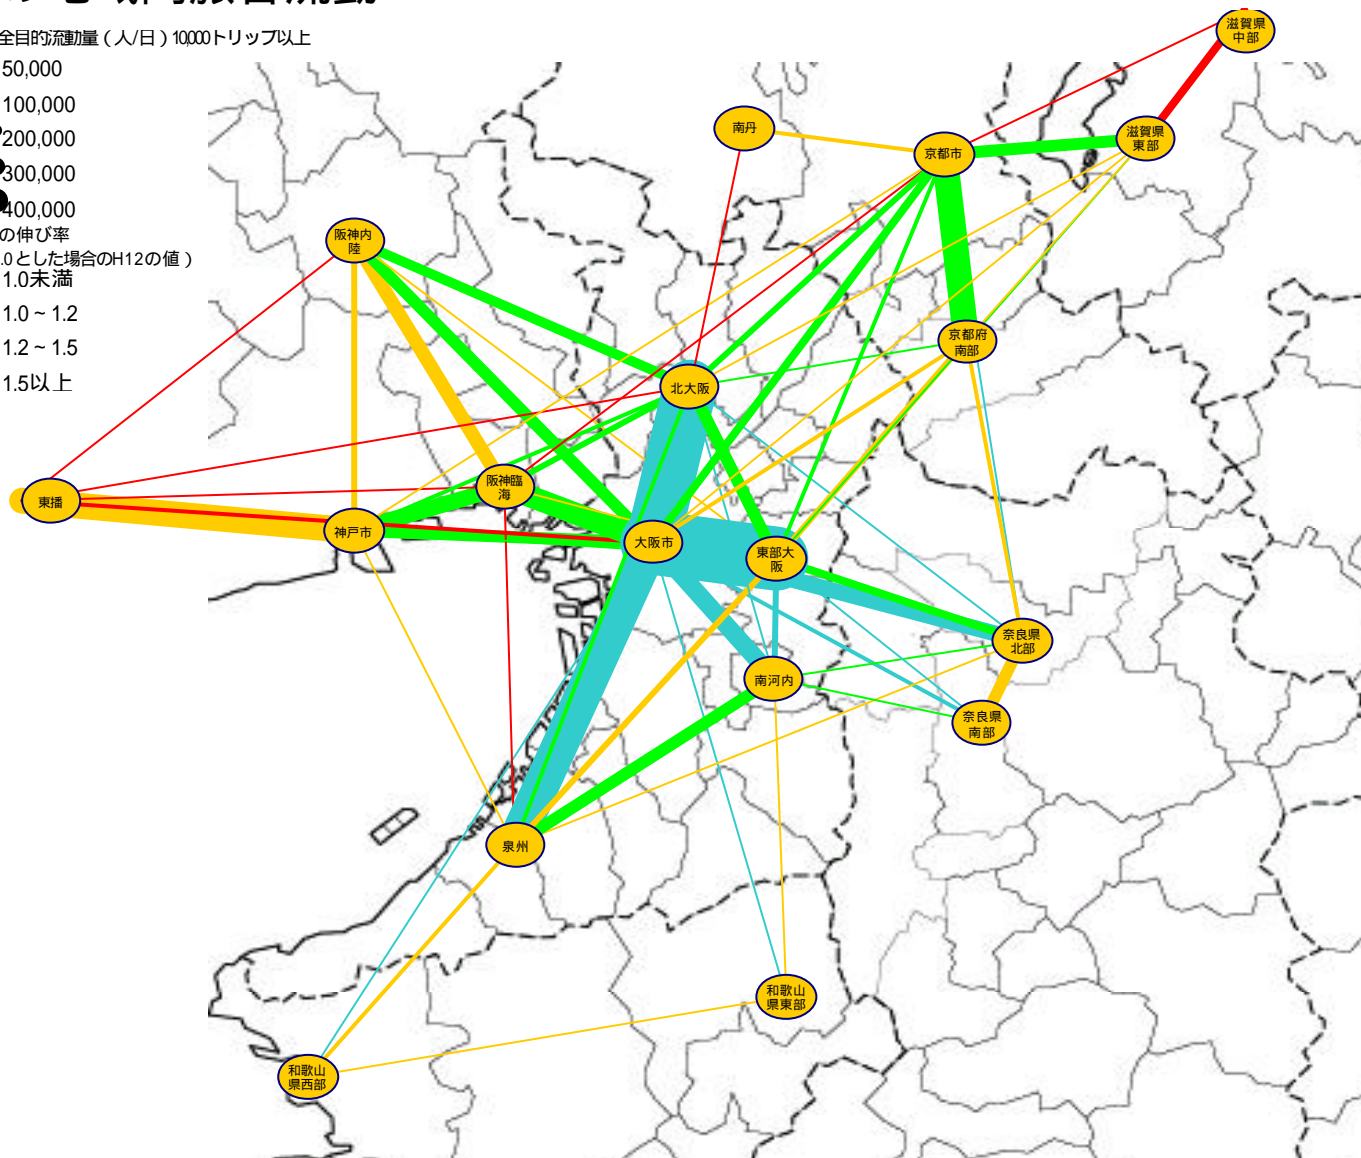 全目的流動量（人/日）10,000トリップ以上
50,000
100,000
200,000
300,000
400,000
の伸び率
.0とした場合のH12の値）
1.0未満
1.0～1.2
1.2～1.5
1.5以上
滋賀県
中部
南丹
京都市
滋賀県
東部
阪神内
陸
京都府
南部
北大阪
阪神臨
海
東播
神戸市
大阪市
東部大
阪
奈良県
北部
南河内
奈良県
南部
泉州
和歌山
県東部
和歌山
県西部